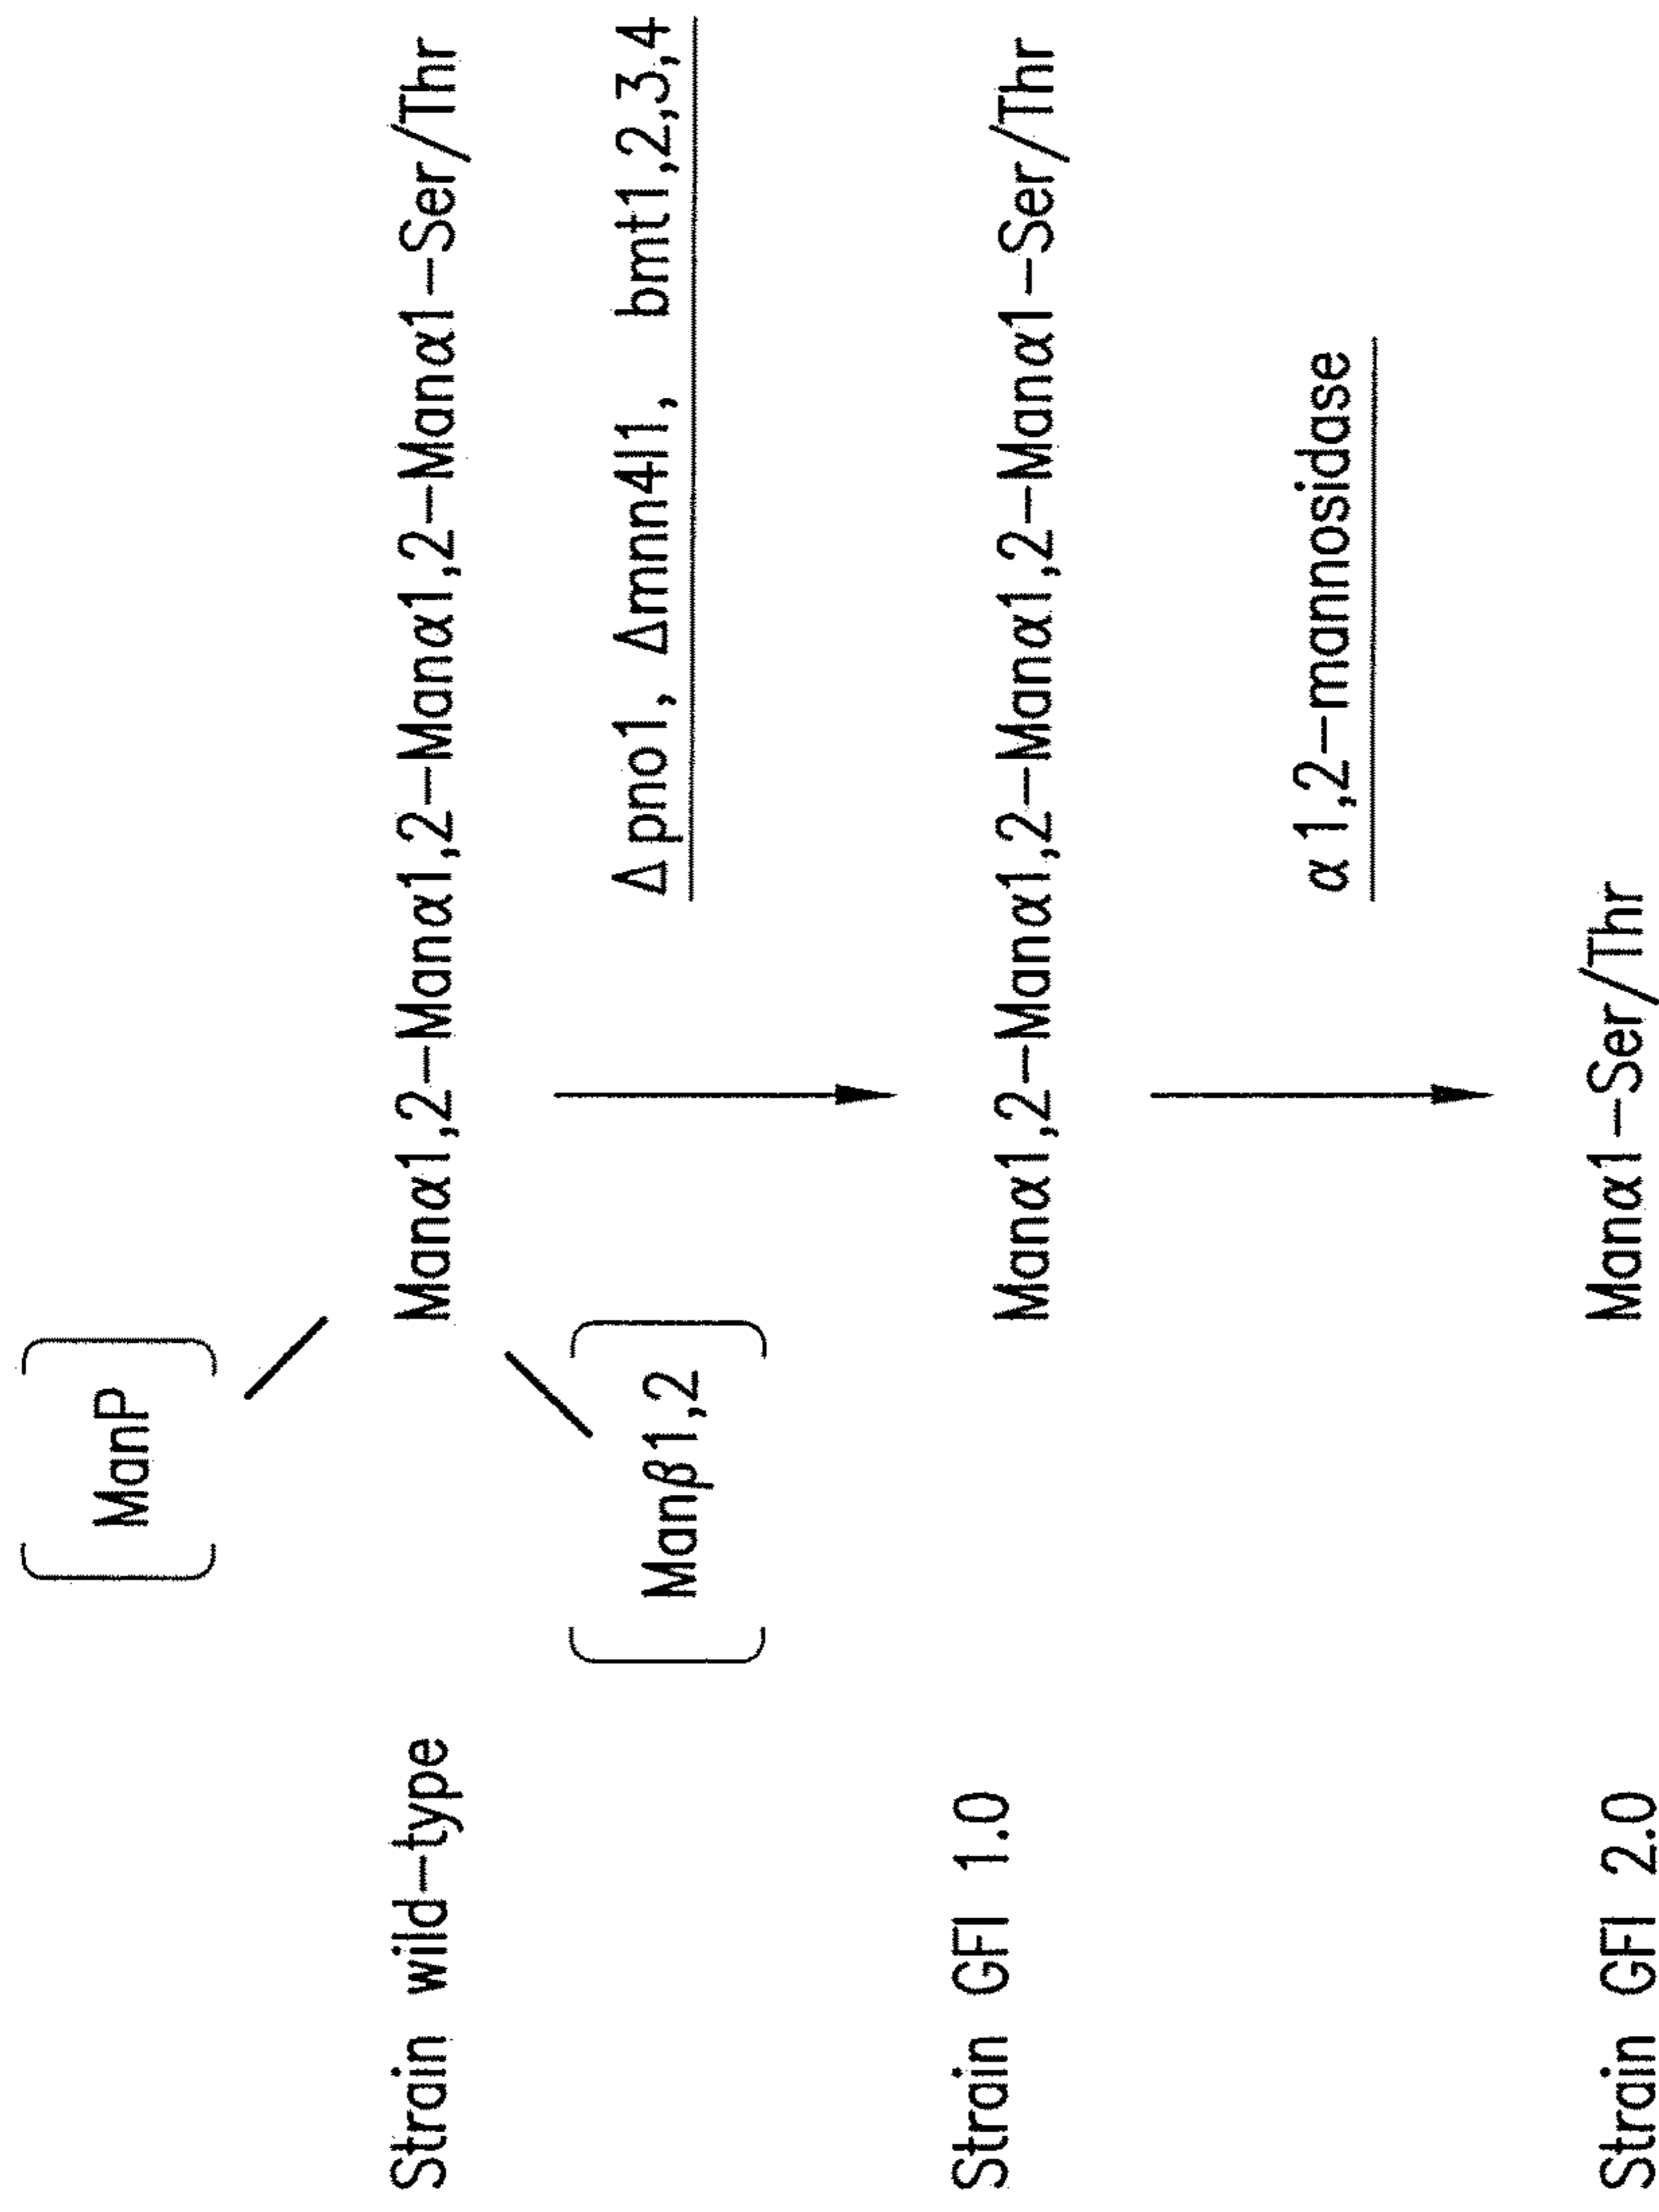 ManP
Strain wild–type Manα1,2–Manα1,2–Manα1,2–Manα1–Ser/Thr
Manβ1,2
Δpno1, Δmnn4l1, bmt1,2,3,4
Strain GFI 1.0 Manα1,2–Manα1,2–Manα1,2–Manα1–Ser/Thr
α1,2–mannosidase
Strain GFI 2.0 Manα1–Ser/Thr